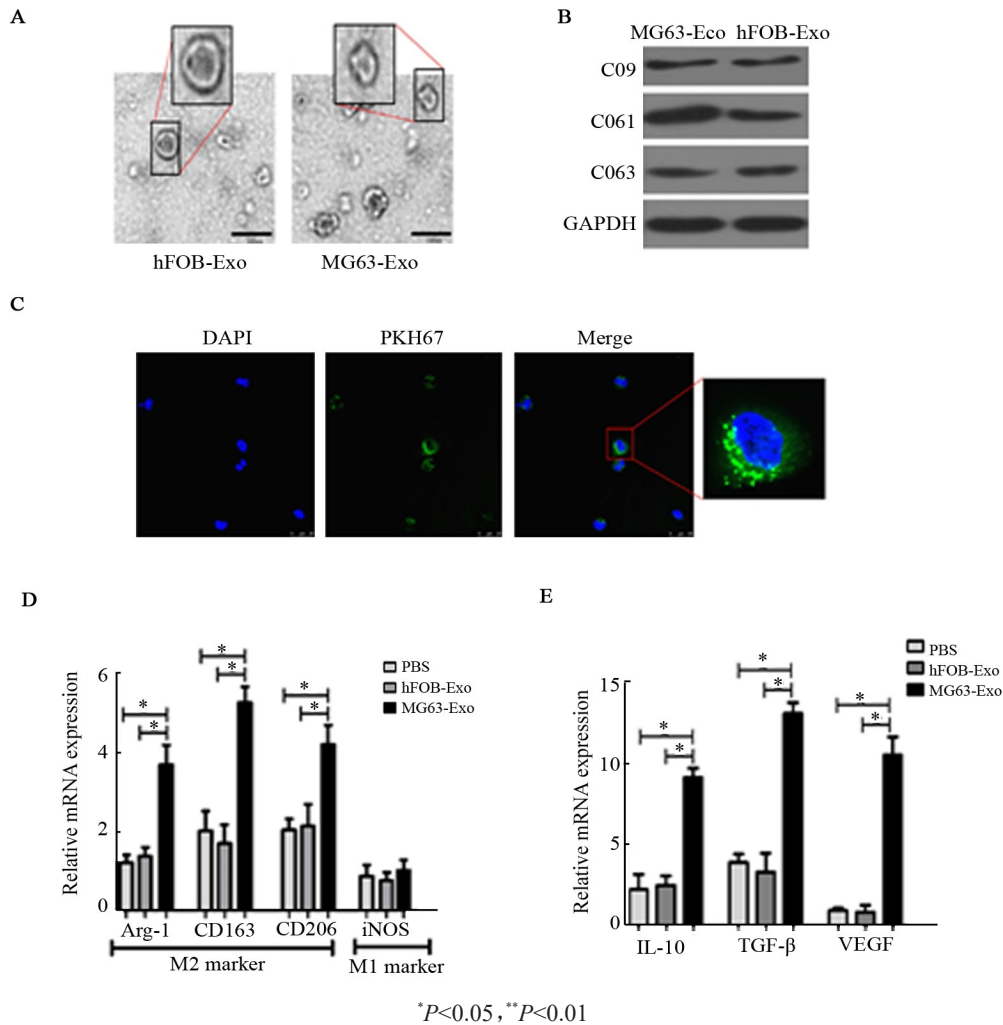 A
hFOB-Exo
MG63-Exo
B
MG63-Eco hFOB-Exo
C09
C061
C063
GAPDH
C
DAPI
PKH67
Merge
D
Relative mRNA expression
6
4
2
0
PBS
hFOB-Exo
MG63-Exo
*
*
*
*
*
*
Arg-1
CD163
CD206
iNOS
M2 marker
M1 marker
E
Relative mRNA expression
15
10
5
0
PBS
hFOB-Exo
MG63-Exo
*
*
*
*
*
*
IL-10
TGF-β
VEGF
*P<0.05，**P<0.01